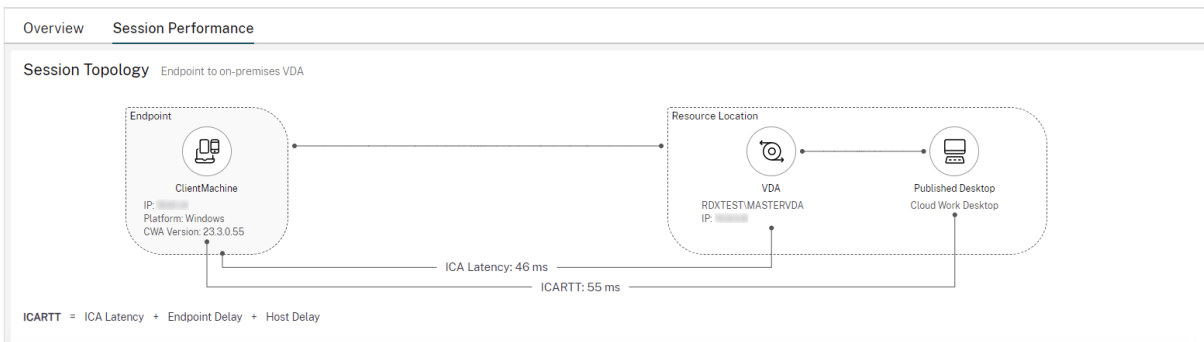 Overview Session Performance
Session Topology Endpoint to on-premises VDA
Endpoint
ClientMachine
IP:
Platform: Windows
CWA Version: 23.3.0.55
Resource Location
VDA
RDXTEST\MASTERVDA
IP:
Published Desktop
Cloud Work Desktop
ICA Latency: 46 ms
ICARTT: 55 ms
ICARTT = ICA Latency + Endpoint Delay + Host Delay